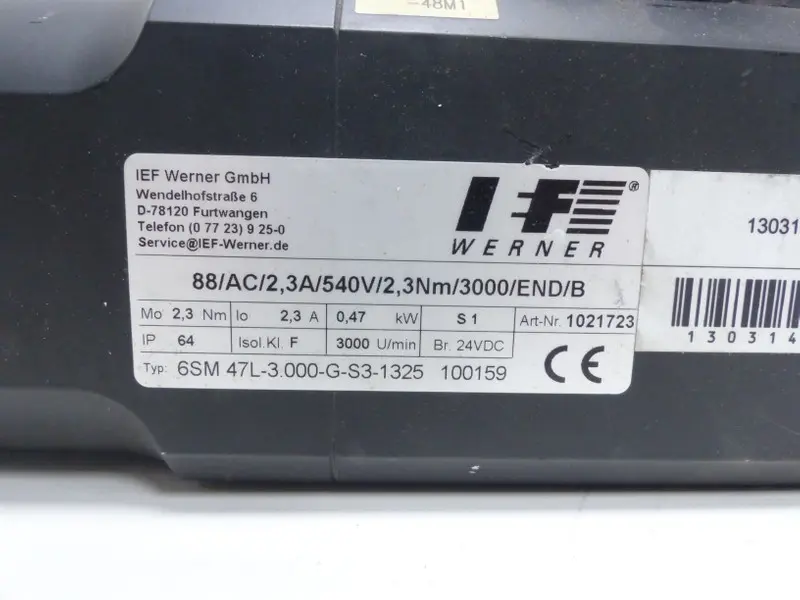 -48M1
IEF Werner GmbH
Wendelhofstraße 6
D-78120 Furtwangen
Telefon (0 77 23) 9 25-0
Service@IEF-Werner.de
IEF®
WERNER
88/AC/2,3A/540V/2,3Nm/3000/END/B
Mo 2,3 Nm Io 2,3 A 0,47 kW S 1 Art-Nr. 1021723
IP 64 Isol.Kl. F 3000 U/min Br. 24VDC
Typ: 6SM 47L-3.000-G-S3-1325 100159
CE
13031
130314